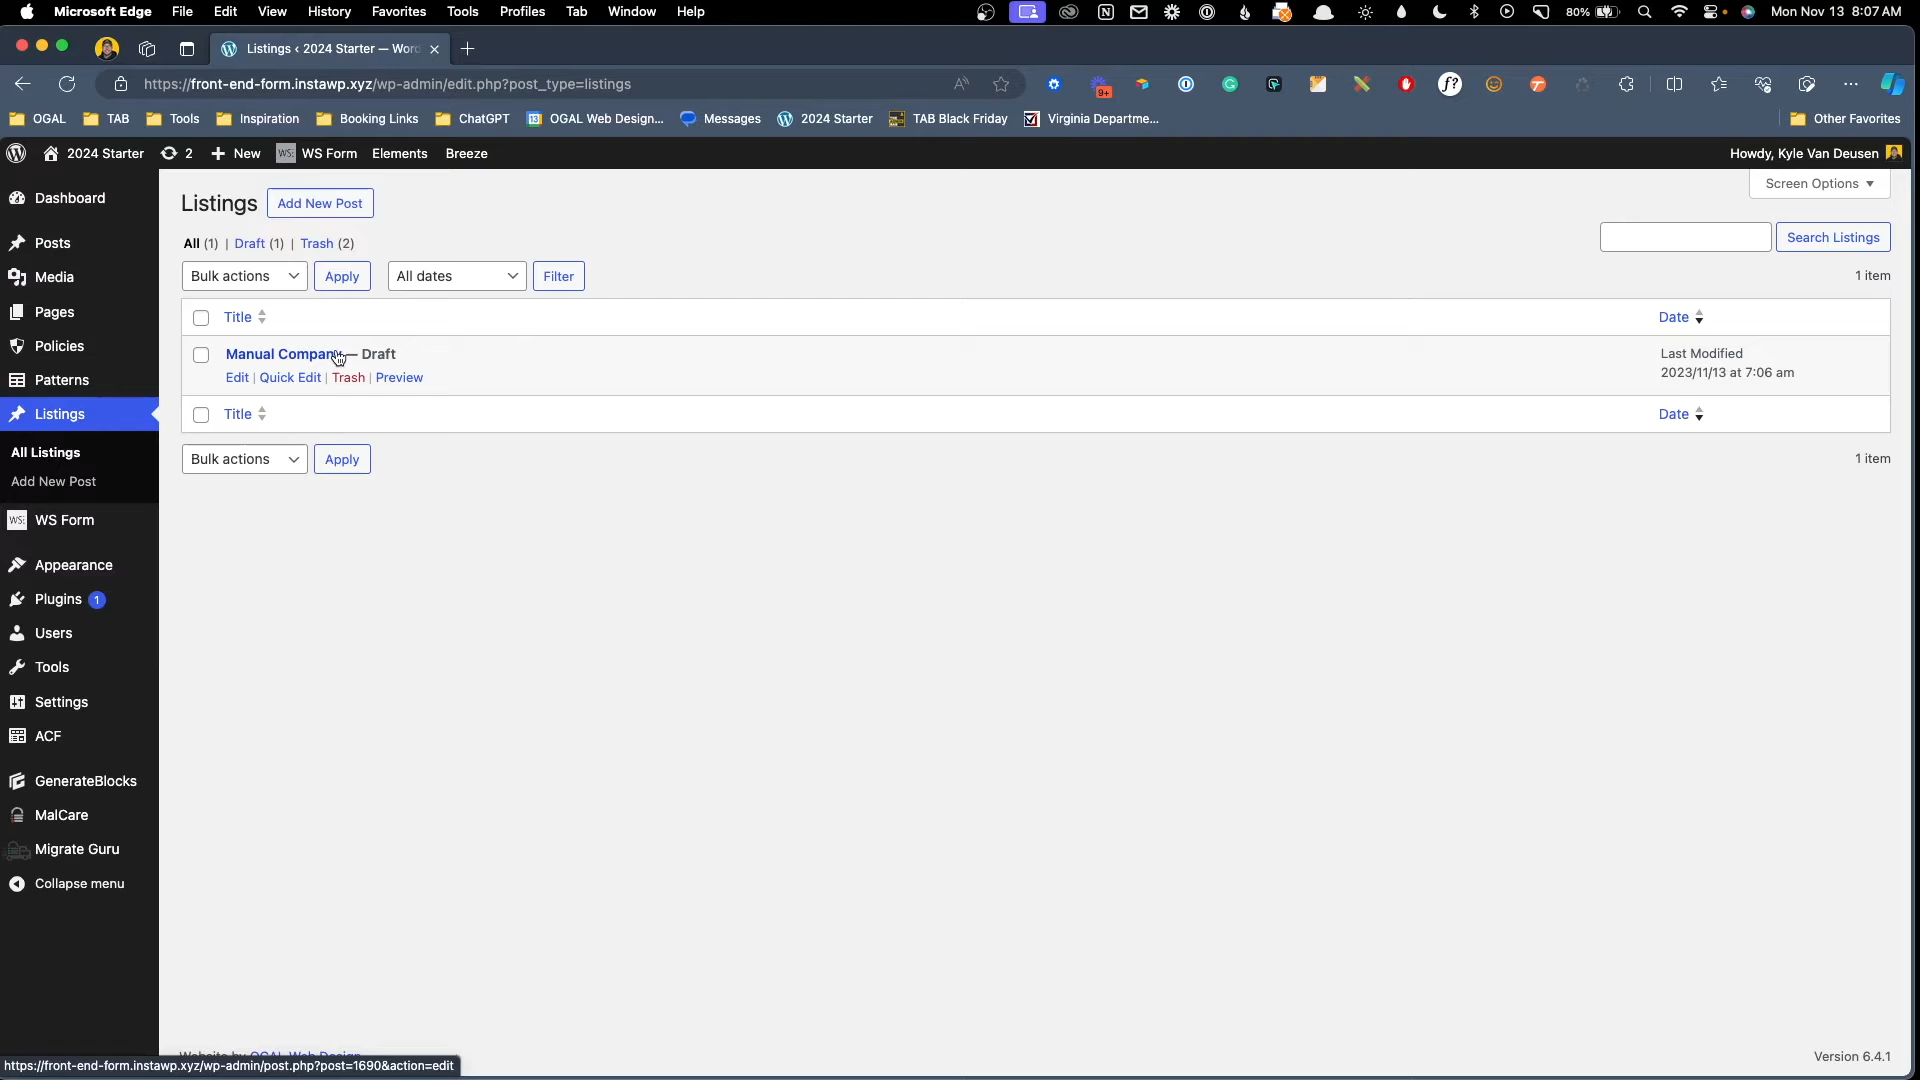 Microsoft Edge File Edit View History Favorites Tools Profiles Tab Window Help 80% Mon Nov 13 8:07 AM
Listings ‹ 2024 Starter — Wor
https://front-end-form.instawp.xyz/wp-admin/edit.php?post_type=listings
9+
f?
OGAL TAB Tools Inspiration Booking Links ChatGPT OGAL Web Design... Messages 2024 Starter TAB Black Friday Virginia Departme... Other Favorites
2024 Starter 2 New WS Form Elements Breeze Howdy, Kyle Van Deusen
Dashboard
Posts
Media
Pages
Policies
Patterns
Listings
All Listings
Add New Post
WS Form
Appearance
Plugins 1
Users
Tools
Settings
ACF
GenerateBlocks
MalCare
Migrate Guru
Collapse menu
Screen Options
Listings Add New Post
All (1) | Draft (1) | Trash (2)
Search Listings
Bulk actions Apply All dates Filter 1 item
Title Date
Manual Company — Draft
Edit | Quick Edit | Trash | Preview
Last Modified
2023/11/13 at 7:06 am
Title Date
Bulk actions Apply 1 item
Website by OGAL Web Design
Version 6.4.1
https://front-end-form.instawp.xyz/wp-admin/post.php?post=1690&action=edit